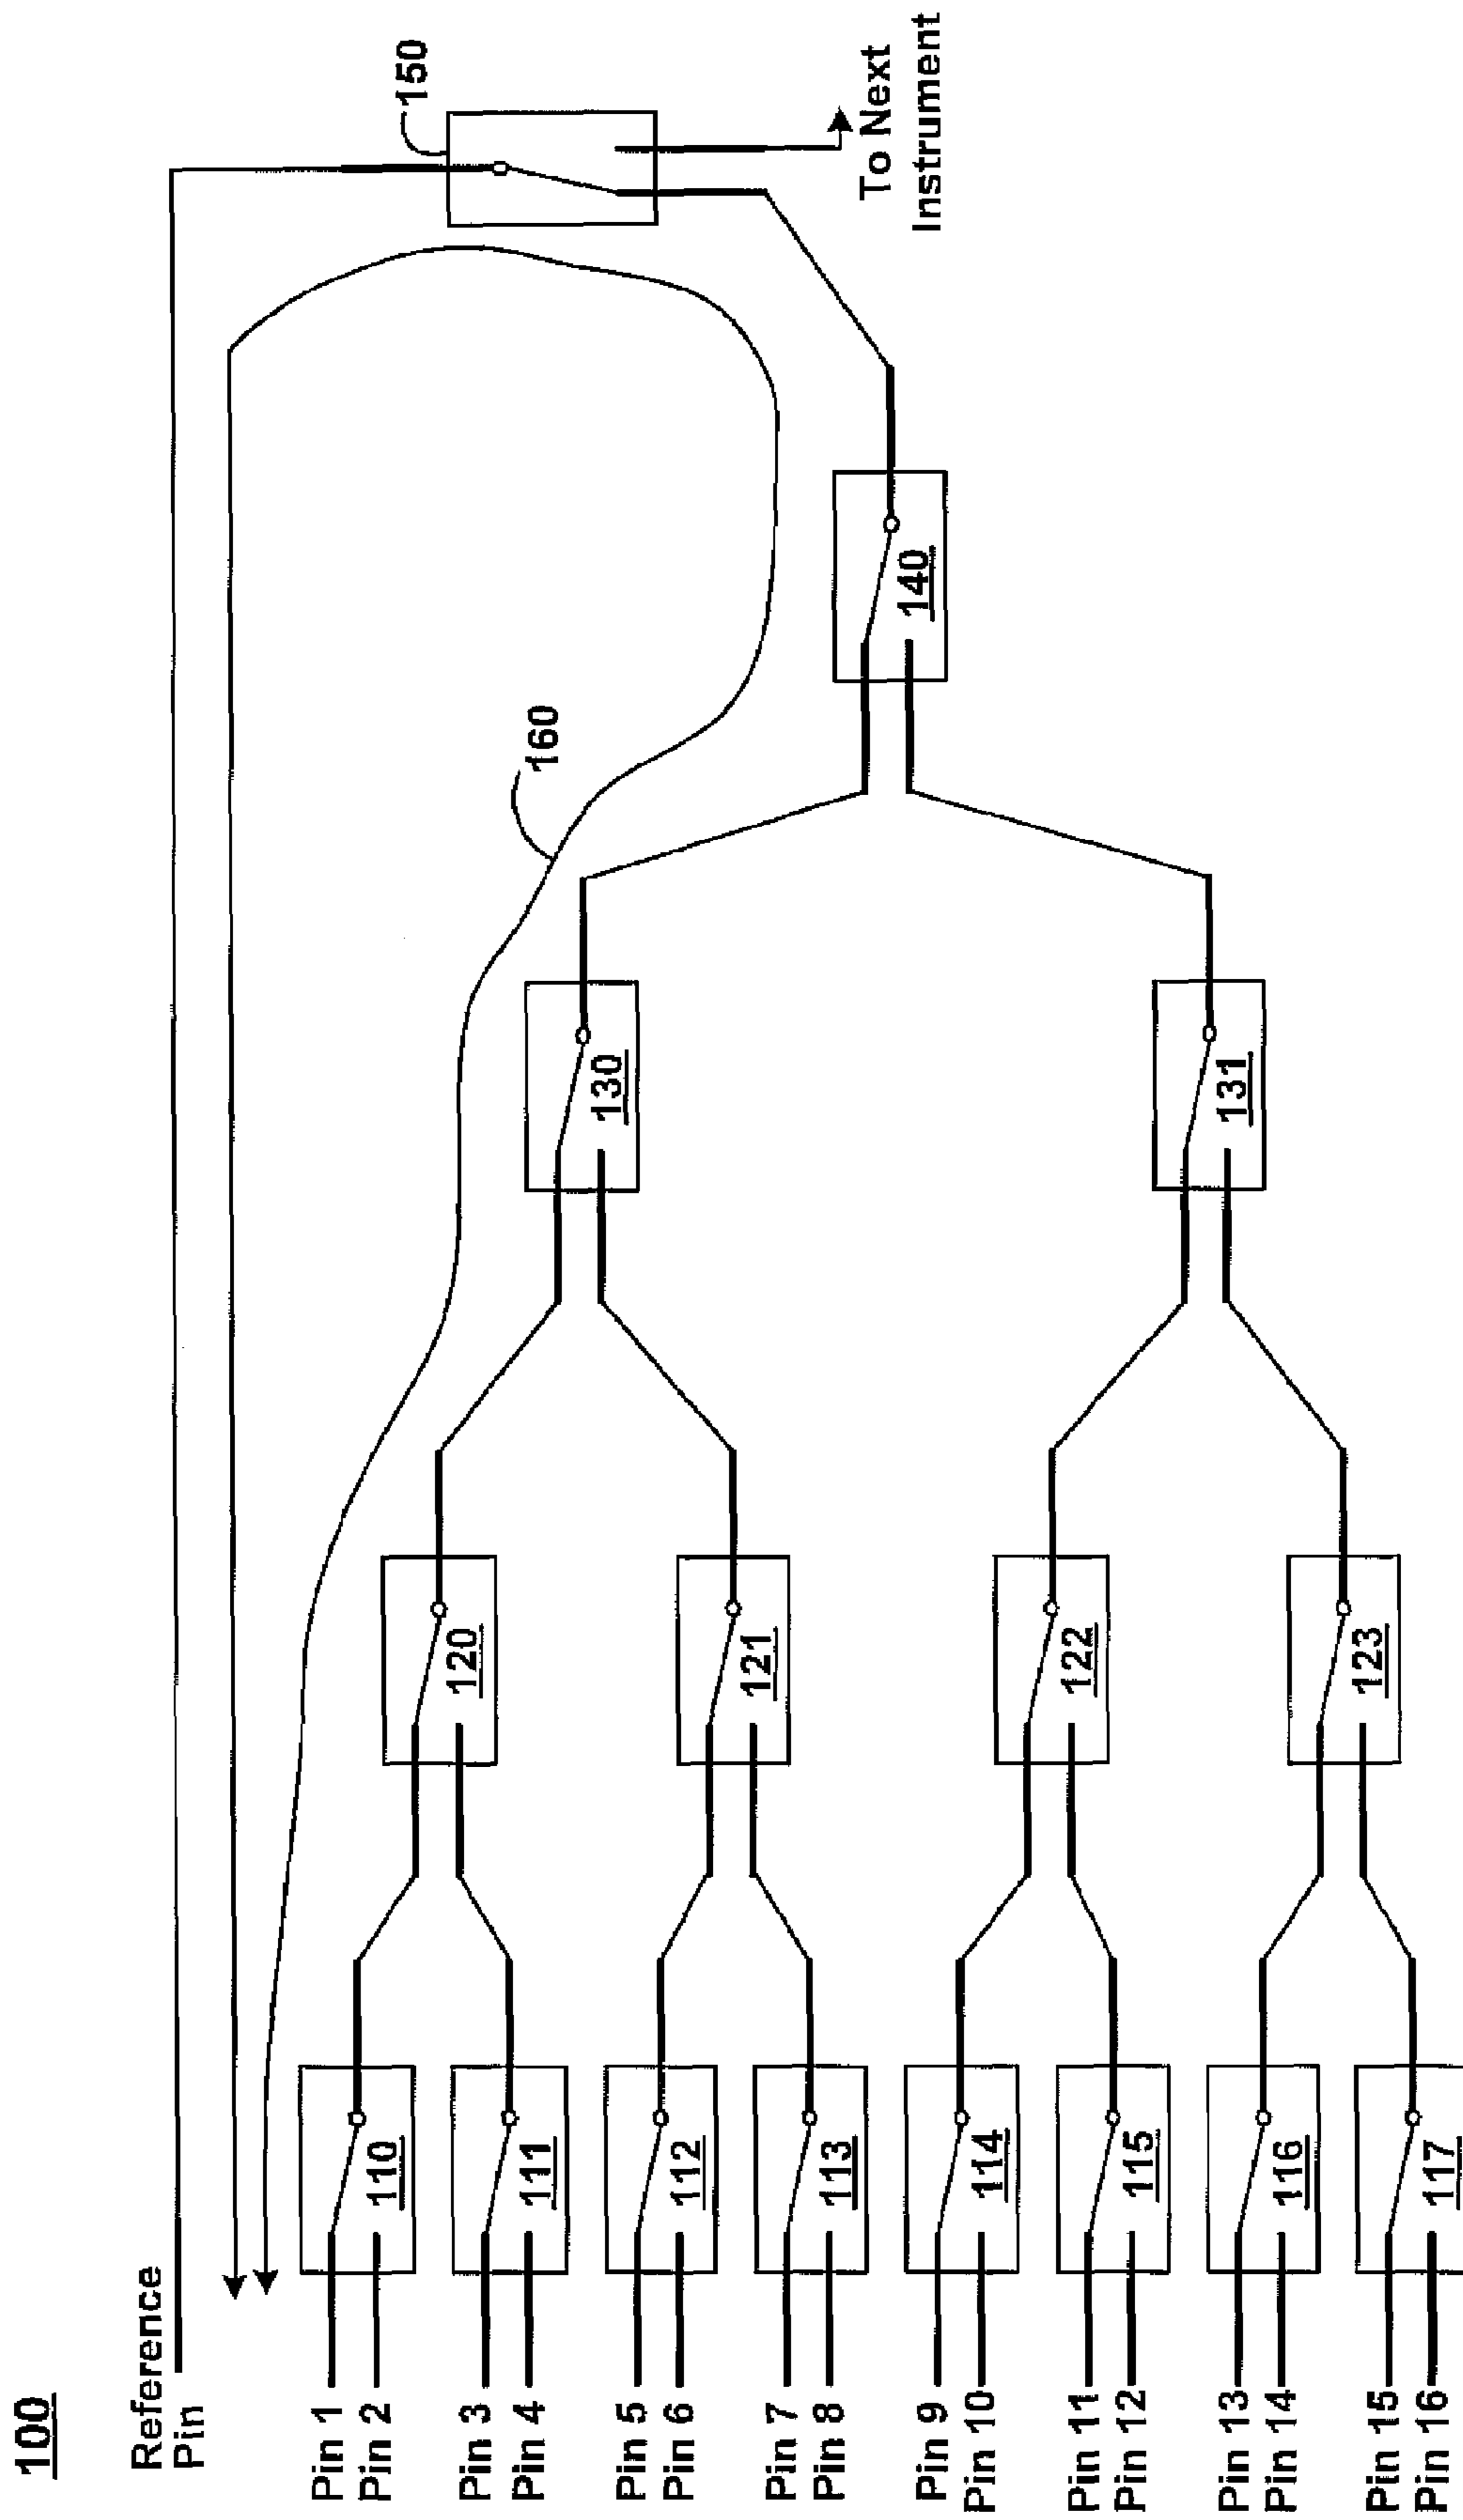 100
Reference
Pin
150
To Next
Instrument
160
140
130
131
120
121
122
123
110
111
112
113
114
115
116
117
Pin 1
Pin 2
Pin 3
Pin 4
Pin 5
Pin 6
Pin 7
Pin 8
Pin 9
Pin 10
Pin 11
Pin 12
Pin 13
Pin 14
Pin 15
Pin 16